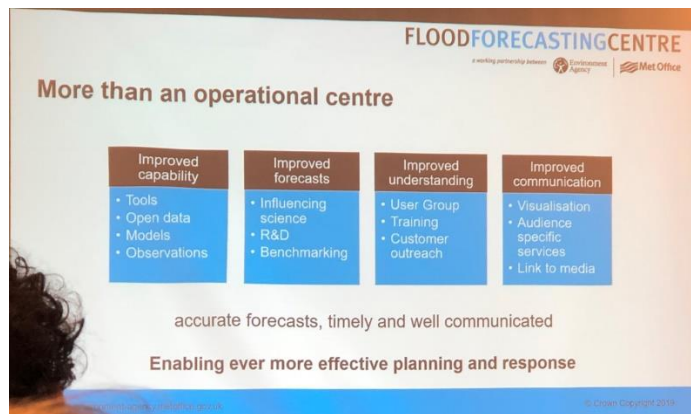 FLOODFORECASTINGCENTRE
a working partnership between
Environment
Agency
Met Office
More than an operational centre
Improved
capability
• Tools
• Open data
• Models
• Observations
Improved
forecasts
• Influencing
science
• R&D
• Benchmarking
Improved
understanding
• User Group
• Training
• Customer
outreach
Improved
communication
• Visualisation
• Audience
specific
services
• Link to media
accurate forecasts, timely and well communicated
Enabling ever more effective planning and response
© Crown Copyright